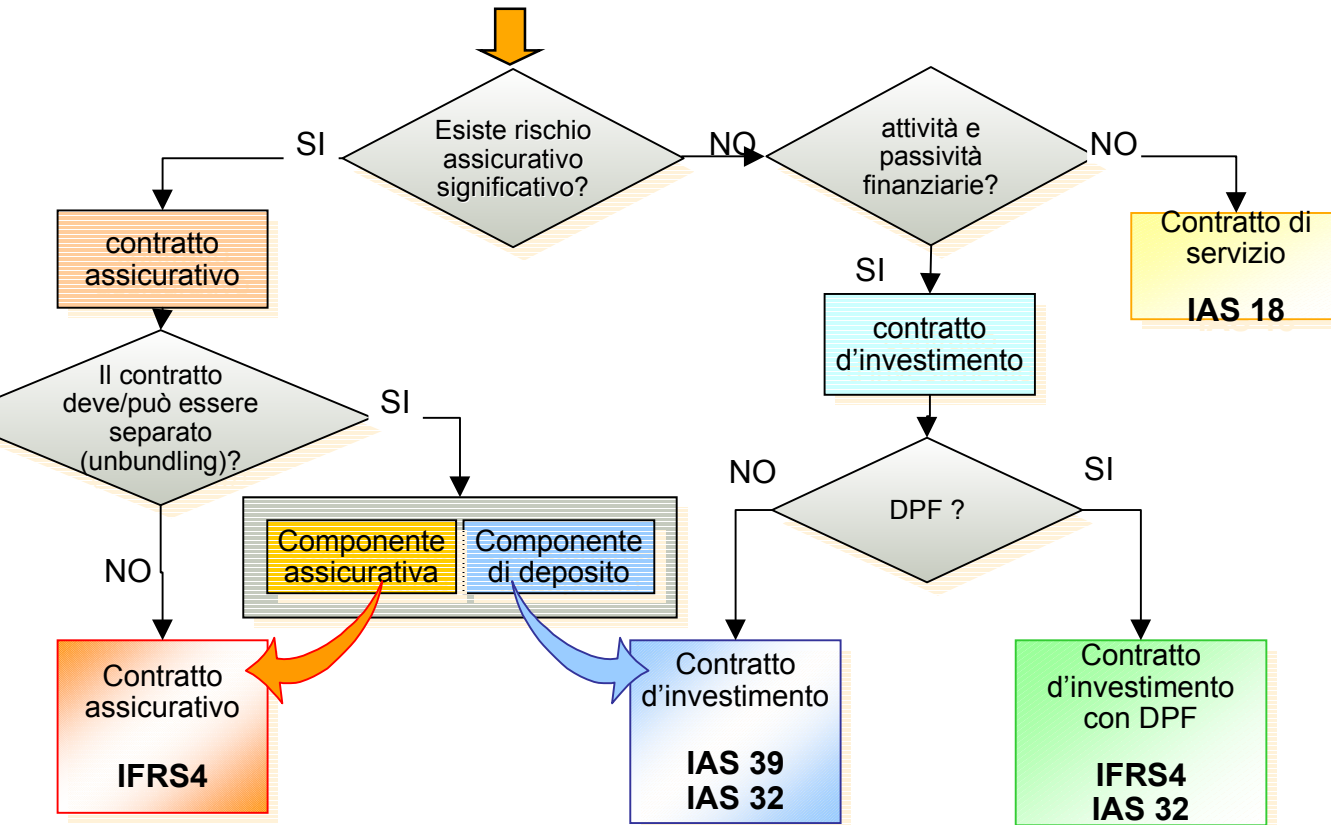 Esiste rischio
assicurativo
significativo?
SI
NO
attività e
passività
finanziarie?
NO
SI
contratto
assicurativo
Contratto di
servizio
IAS 18
contratto
d’investimento
Il contratto
deve/può essere
separato
(unbundling)?
SI
NO
DPF ?
NO
SI
Componente
assicurativa
Componente
di deposito
Contratto
assicurativo
IFRS4
Contratto
d’investimento
IAS 39
IAS 32
Contratto
d’investimento
con DPF
IFRS4
IAS 32